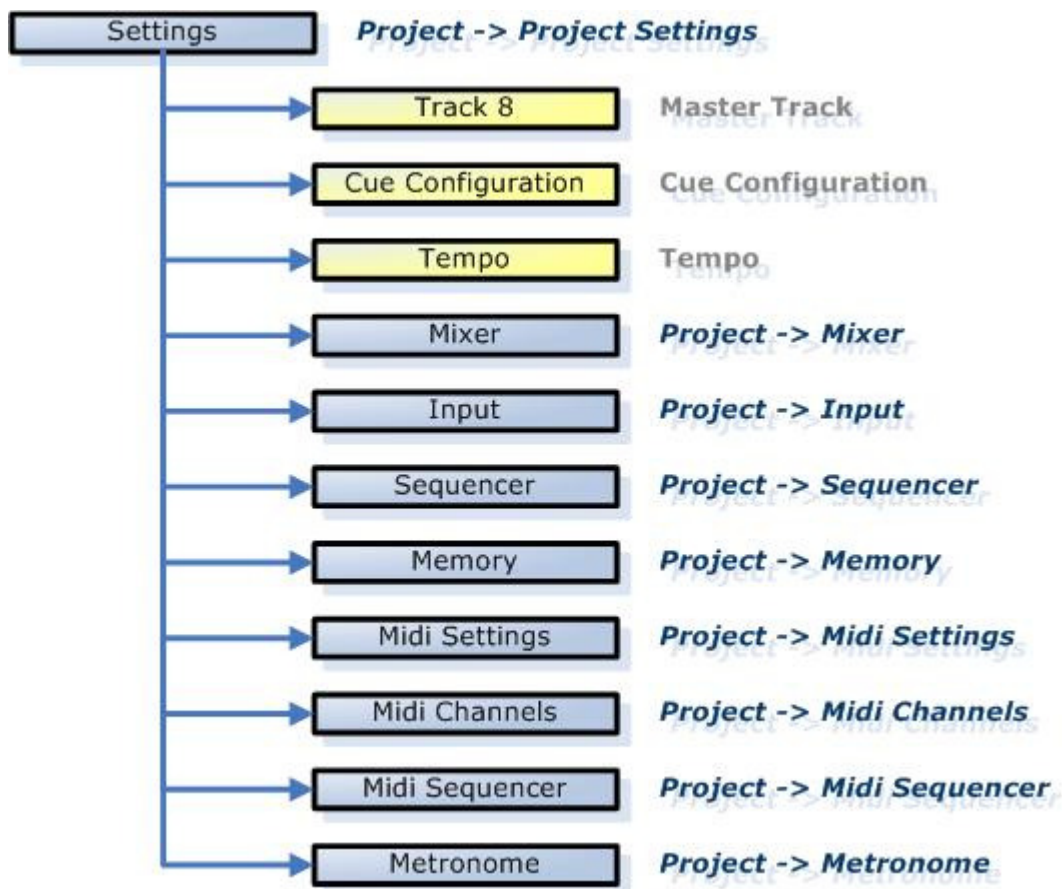 Settings Project -> Project Settings
Track 8 Master Track
Cue Configuration Cue Configuration
Tempo Tempo
Mixer Project -> Mixer
Input Project -> Input
Sequencer Project -> Sequencer
Memory Project -> Memory
Midi Settings Project -> Midi Settings
Midi Channels Project -> Midi Channels
Midi Sequencer Project -> Midi Sequencer
Metronome Project -> Metronome